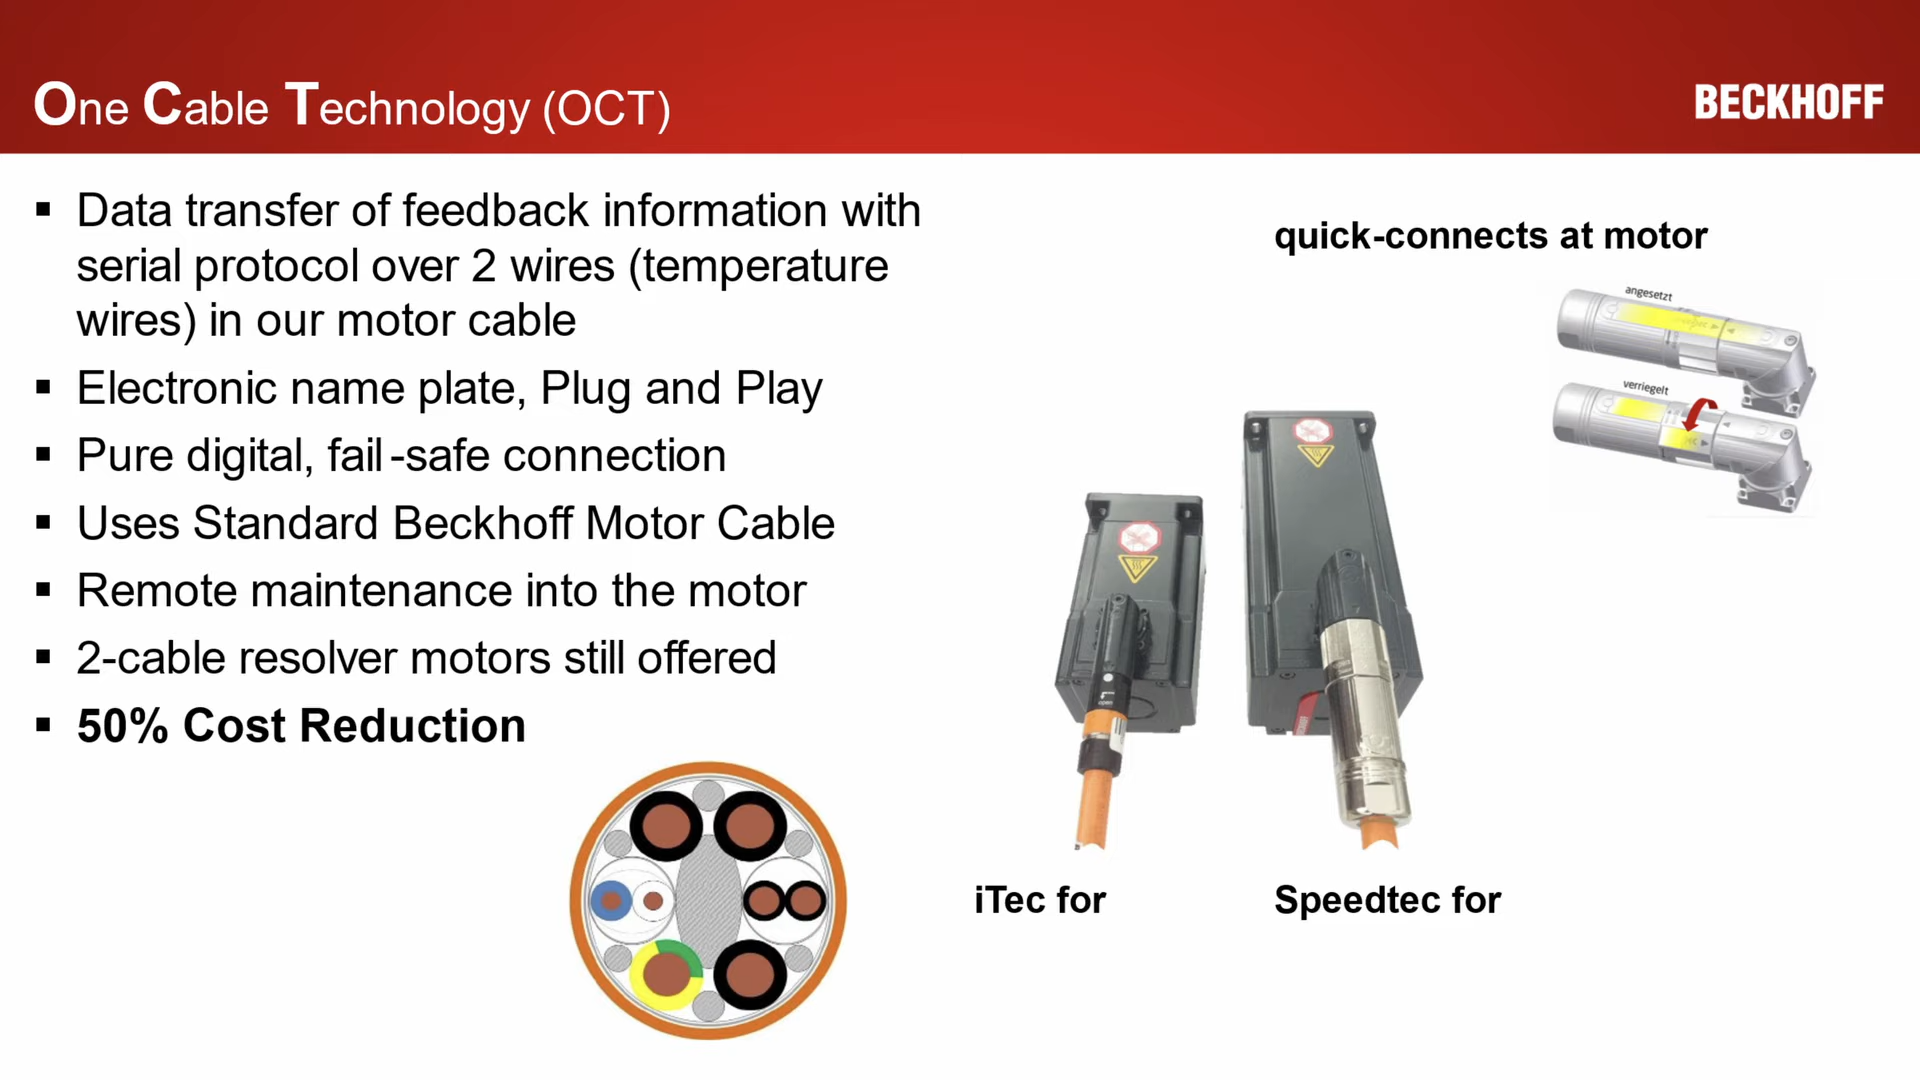 One Cable Technology (OCT)
BECKHOFF
▪ Data transfer of feedback information with
serial protocol over 2 wires (temperature
wires) in our motor cable
▪ Electronic name plate, Plug and Play
▪ Pure digital, fail-safe connection
▪ Uses Standard Beckhoff Motor Cable
▪ Remote maintenance into the motor
▪ 2-cable resolver motors still offered
▪ 50% Cost Reduction
quick-connects at motor
angesetzt
verriegelt
open
BECKHOFF
iTec for
Speedtec for